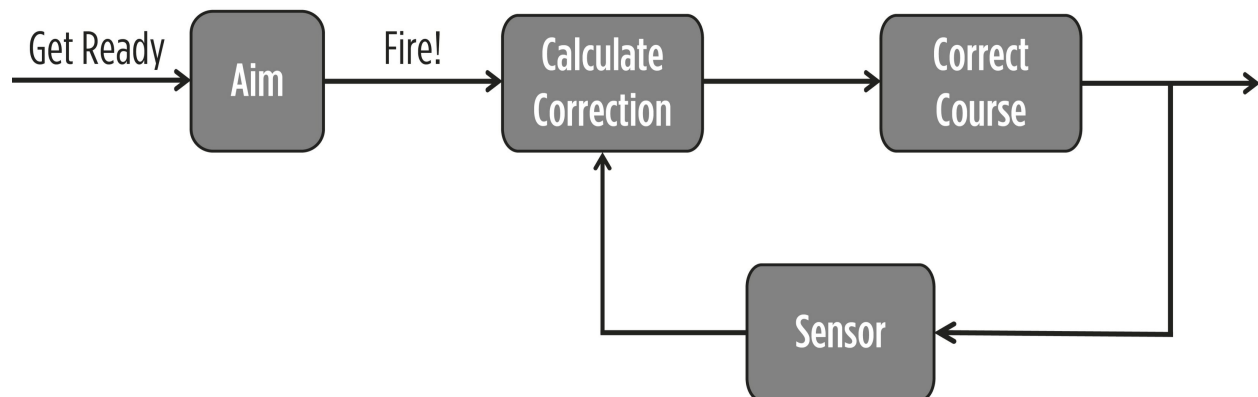 Get Ready
Aim
Fire!
Calculate
Correction
Correct
Course
Sensor